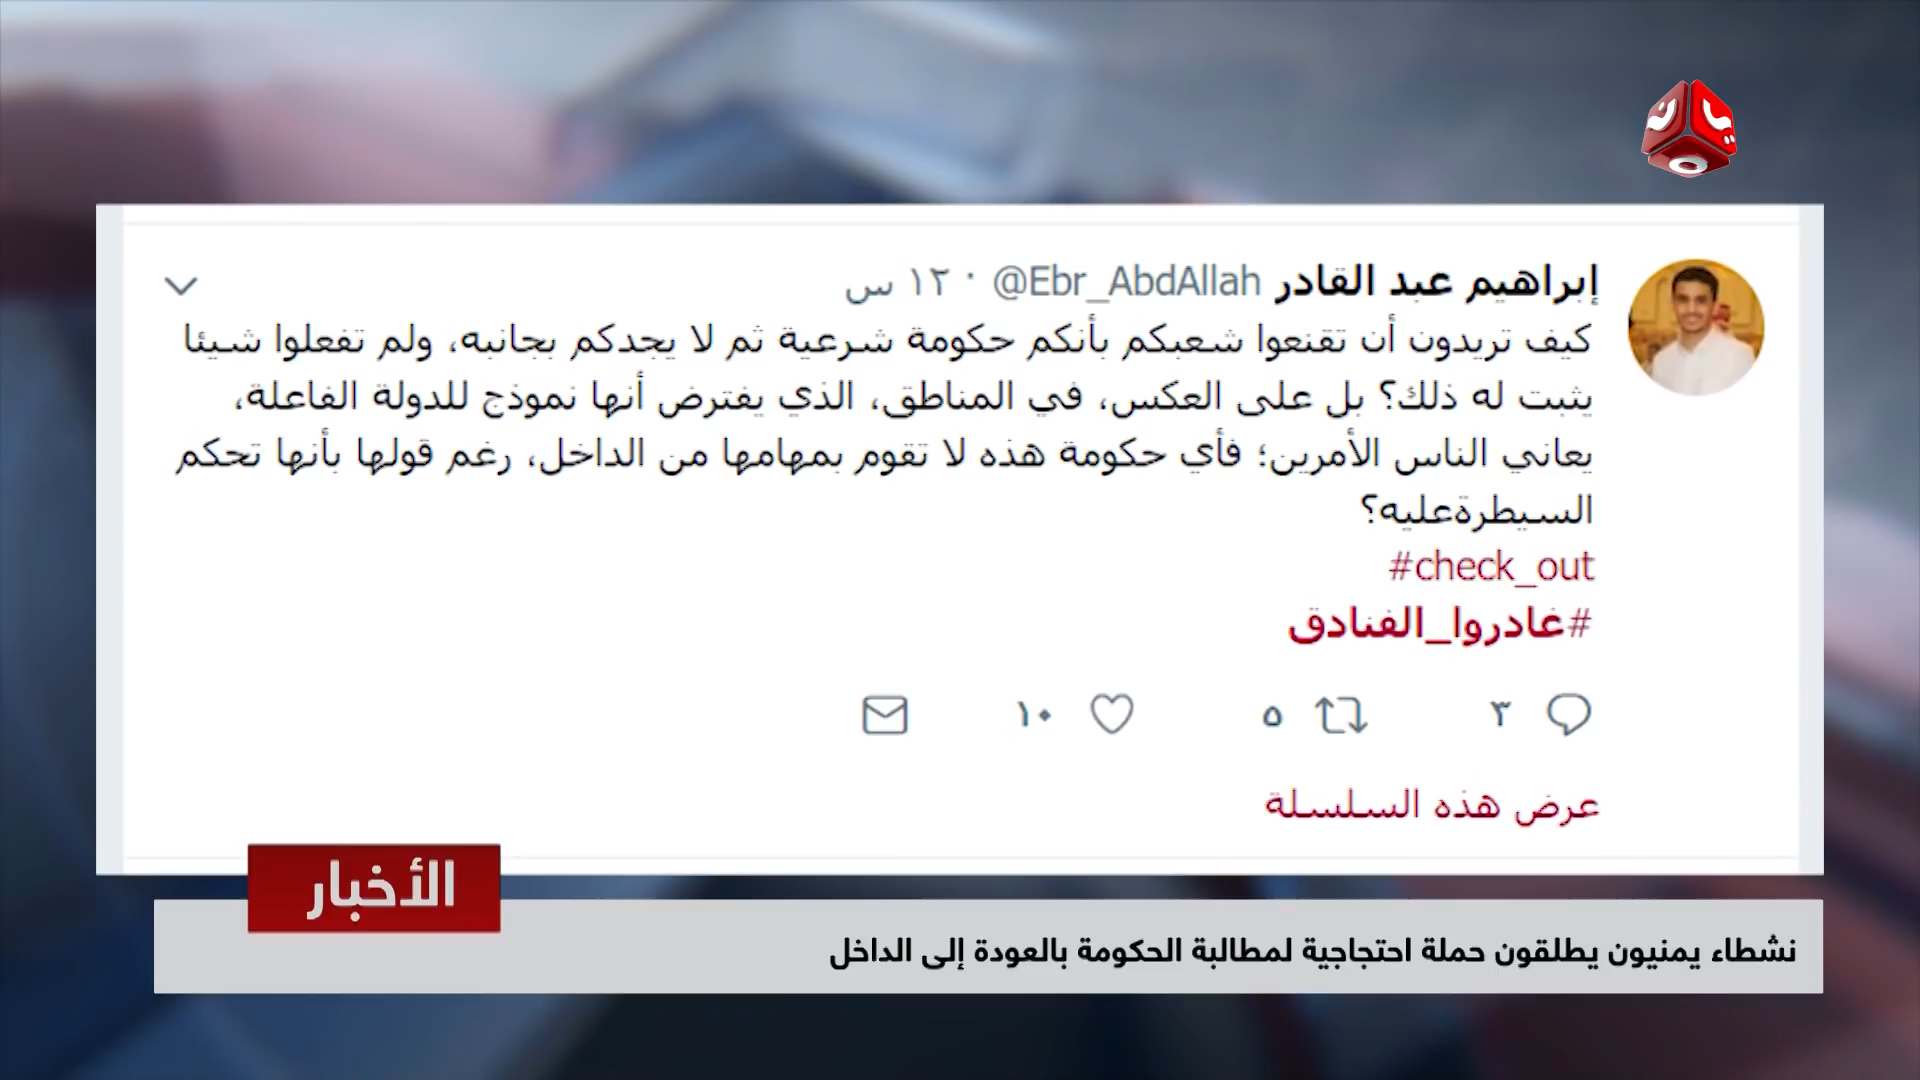 إبراهيم عبد القادر @Ebr_AbdAllah · ١٢ س
كيف تريدون أن تقنعوا شعبكم بأنكم حكومة شرعية ثم لا يجدكم بجانبه، ولم تفعلوا شيئا
يثبت له ذلك؟ بل على العكس، في المناطق، الذي يفترض أنها نموذج للدولة الفاعلة،
يعاني الناس الأمرين؛ فأي حكومة هذه لا تقوم بمهامها من الداخل، رغم قولها بأنها تحكم
السيطرةعليه؟
#check_out
#غادروا_الفنادق
٣ ٥ ١٠
عرض هذه السلسلة
الأخبار
نشطاء يمنيون يطلقون حملة احتجاجية لمطالبة الحكومة بالعودة إلى الداخل